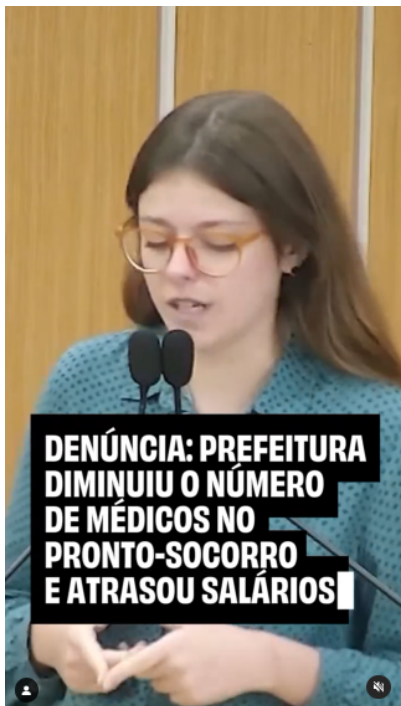 DENÚNCIA: PREFEITURA
DIMINUIU O NÚMERO
DE MÉDICOS NO
PRONTO-SOCORRO
E ATRASOU SALÁRIOS